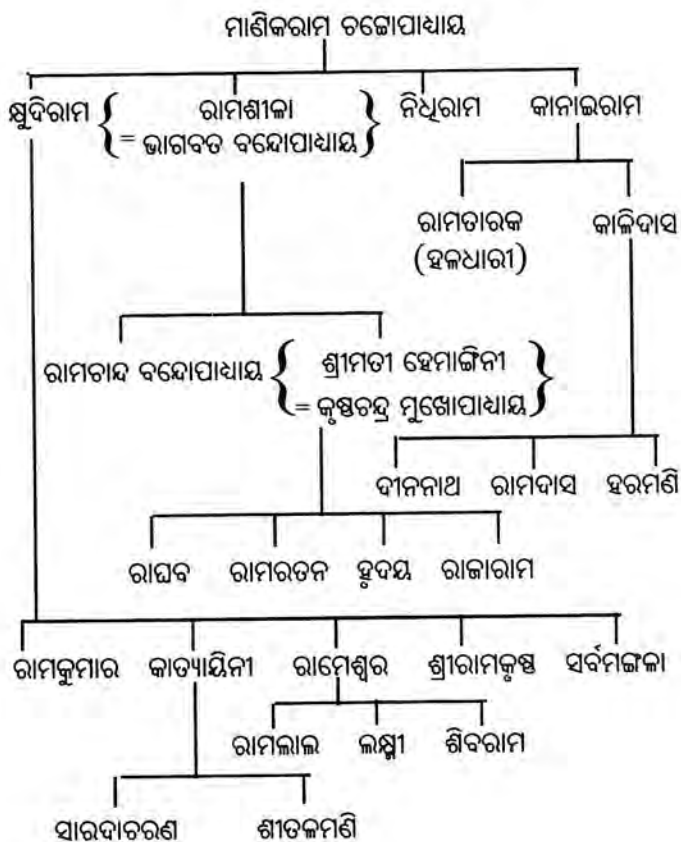 ମାଣିକରାମ ଚଟ୍ଟୋପାଧ୍ୟାୟ
କ୍ଷୁଦିରାମ { ରାମଶୀଳା } ନିଧିରାମ କାନାଇରାମ
= ଭାଗବତ ବନ୍ଦୋପାଧ୍ୟାୟ
ରାମତାରକ କାଳିଦାସ
(ହଳଧାରୀ)
ରାମଚାନ୍ଦ ବନ୍ଦୋପାଧ୍ୟାୟ { ଶ୍ରୀମତୀ ହେମାଙ୍ଗିନୀ }
= କୃଷ୍ଣଚନ୍ଦ୍ର ମୁଖୋପାଧ୍ୟାୟ
ଦୀନନାଥ ରାମଦାସ ହରମଣି
ରାଘବ ରାମରତନ ହୃଦୟ ରାଜାରାମ
ରାମକୁମାର କାତ୍ୟାୟିନୀ ରାମେଶ୍ୱର ଶ୍ରୀରାମକୃଷ୍ଣ ସର୍ବମଙ୍ଗଳା
ରାମଲାଲ ଲକ୍ଷ୍ମୀ ଶିବରାମ
ସାରଦାଚରଣ ଶୀତଳମଣି